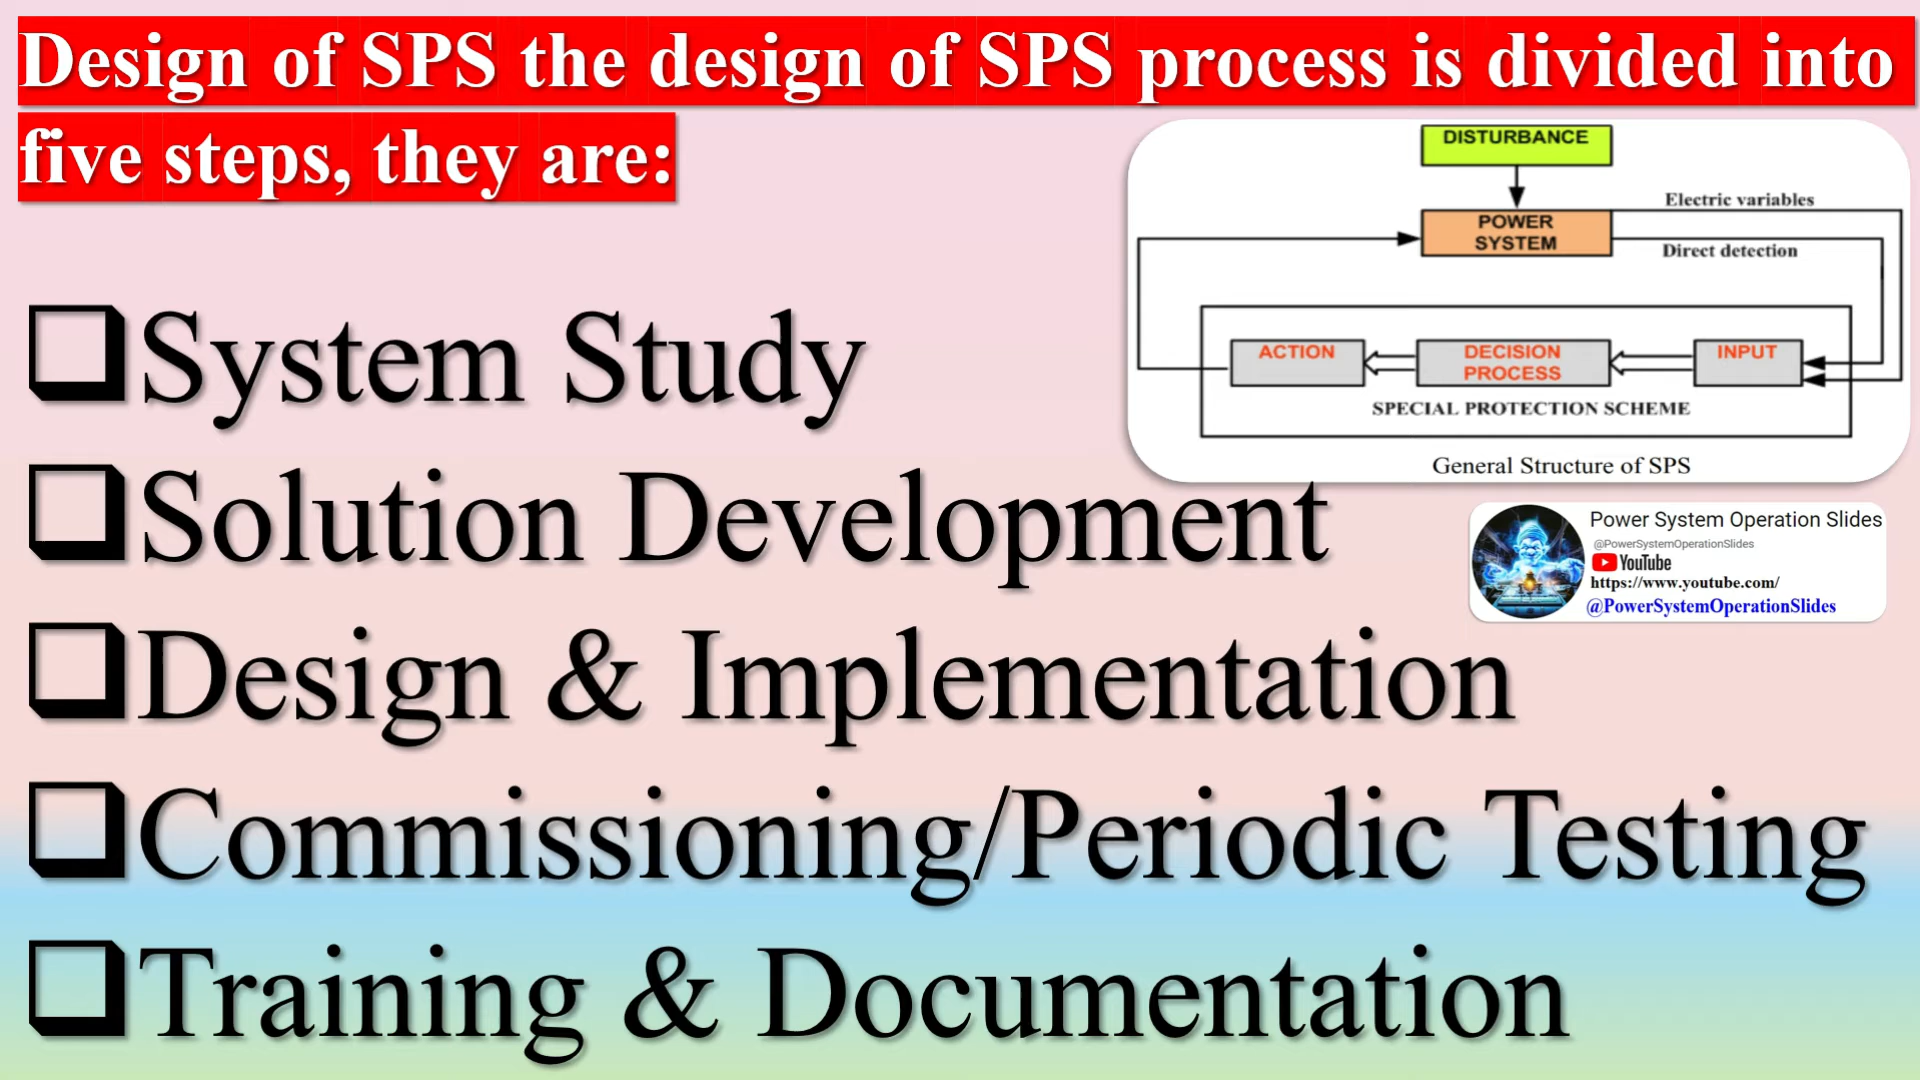 Design of SPS the design of SPS process is divided into
five steps, they are:
System Study
Solution Development
Design & Implementation
Commissioning/Periodic Testing
Training & Documentation
DISTURBANCE
POWER
SYSTEM
Electric variables
Direct detection
ACTION
DECISION
PROCESS
INPUT
SPECIAL PROTECTION SCHEME
General Structure of SPS
Power System Operation Slides
@PowerSystemOperationSlides
YouTube
https://www.youtube.com/
@PowerSystemOperationSlides